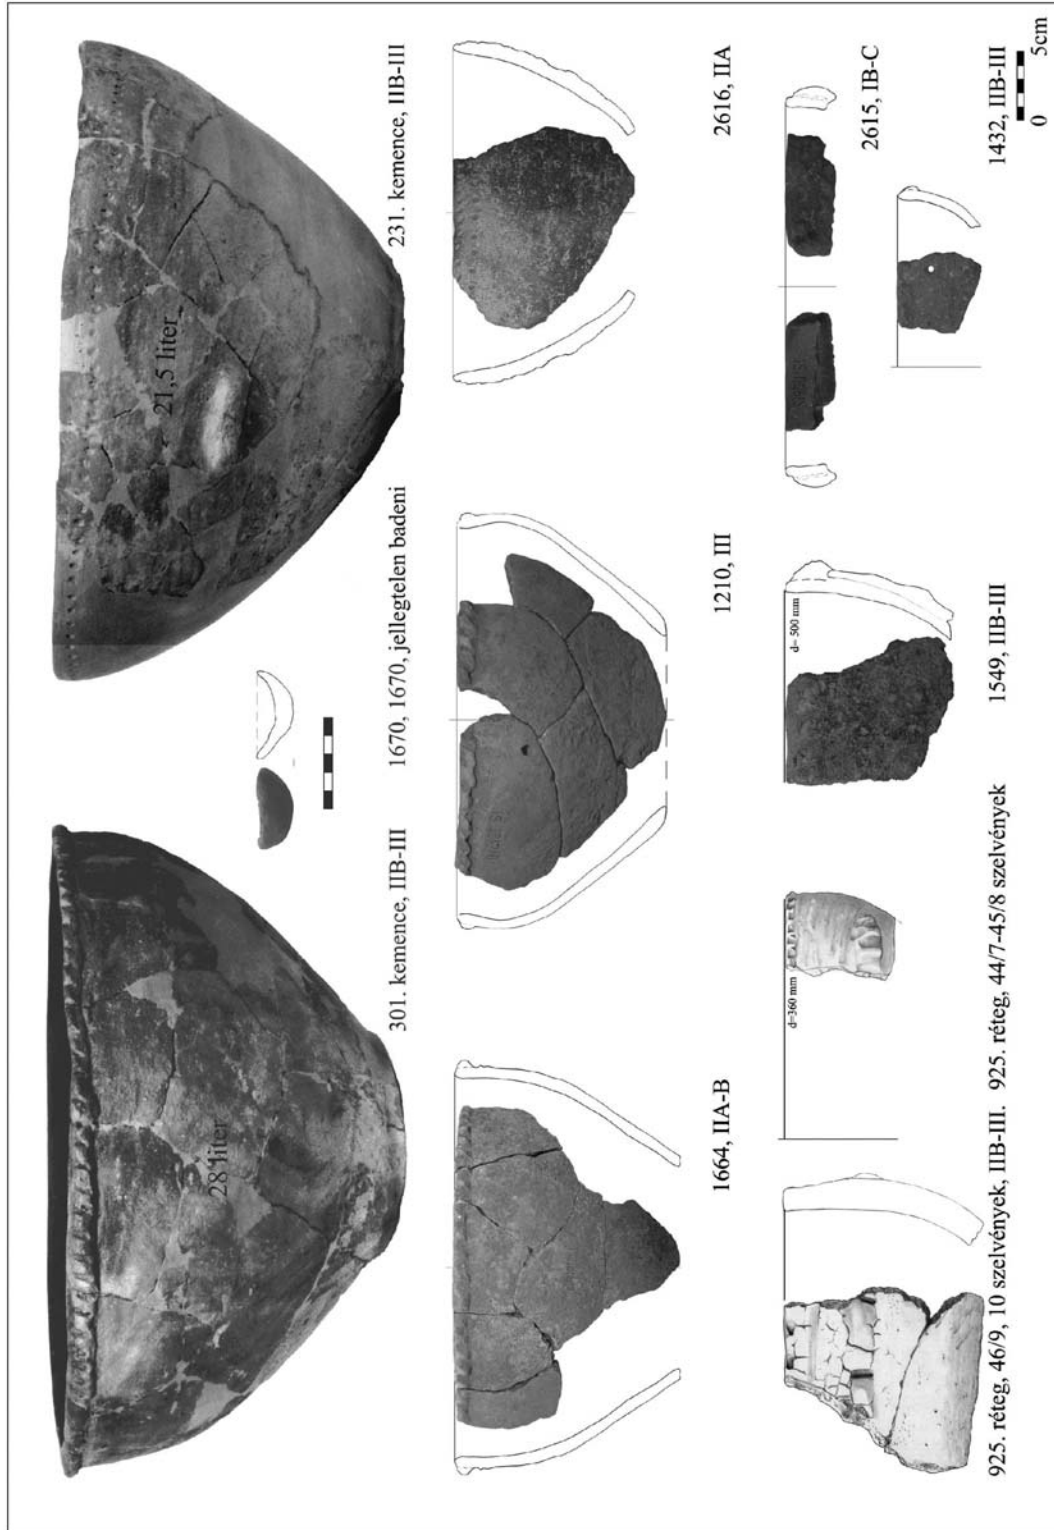 28 liter
21,5 liter
301. kemence, IIB-III
1670, 1670, jellegtelen badeni
231. kemence, IIB-III
1664, IIA-B
1210, III
2616, IIA
d=360 mm
d= 500 mm
2615, IB-C
925. réteg, 46/9, 10 szelvények, IIB-III.
925. réteg, 44/7-45/8 szelvények
1549, IIB-III
1432, IIB-III
0 5cm